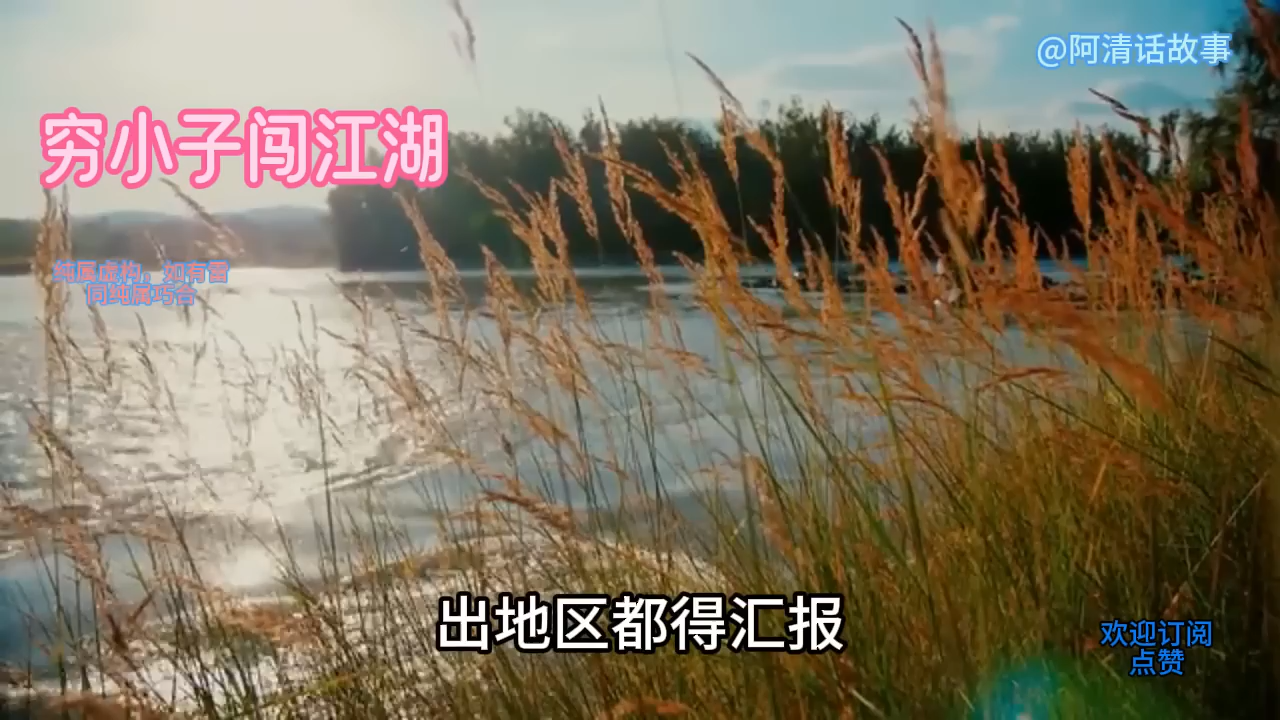 @阿清话故事
穷小子闯江湖
纯属虚构，如有雷
同纯属巧合
出地区都得汇报
欢迎订阅
点赞